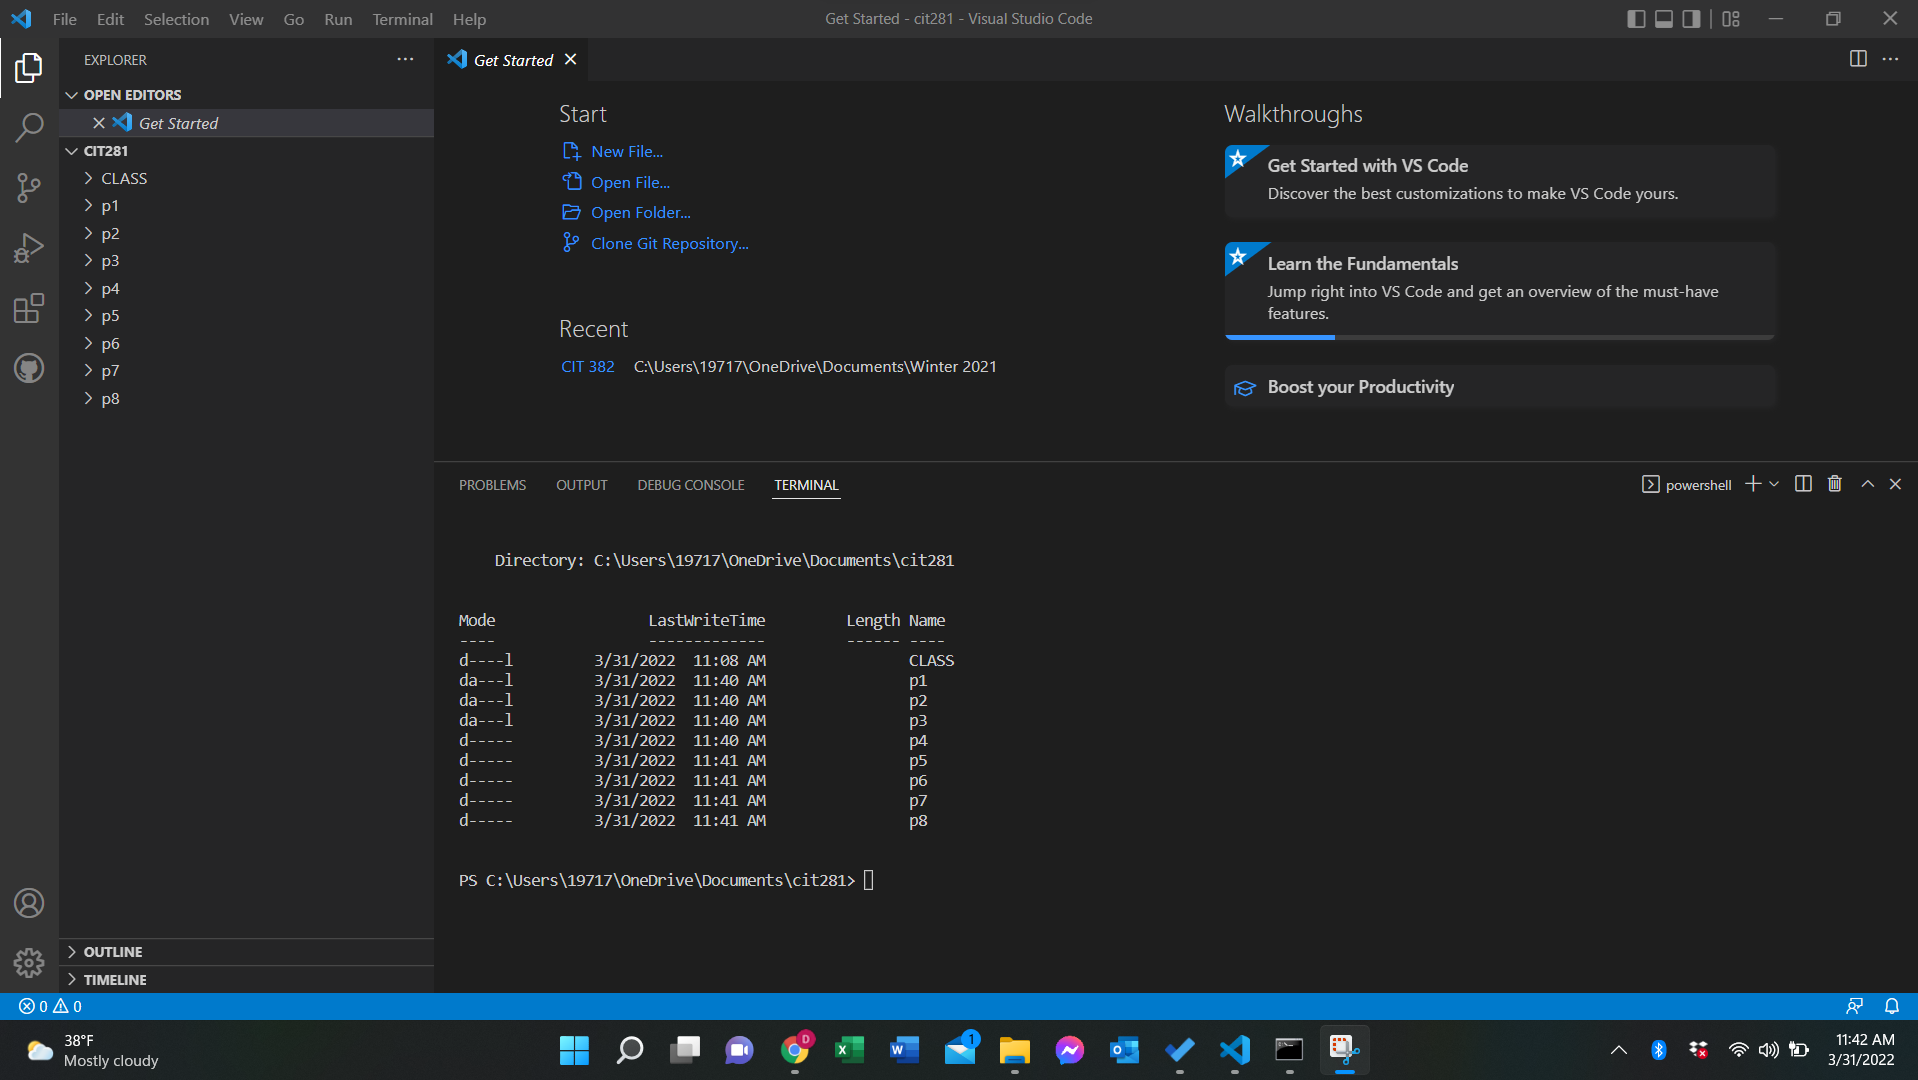 File Edit Selection View Go Run Terminal Help
Get Started - cit281 - Visual Studio Code
EXPLORER
OPEN EDITORS
Get Started
CIT281
CLASS
p1
p2
p3
p4
p5
p6
p7
p8
OUTLINE
TIMELINE
Get Started
Start
New File...
Open File...
Open Folder...
Clone Git Repository...
Recent
CIT 382 C:\Users\19717\OneDrive\Documents\Winter 2021
Walkthroughs
Get Started with VS Code
Discover the best customizations to make VS Code yours.
Learn the Fundamentals
Jump right into VS Code and get an overview of the must-have
features.
Boost your Productivity
PROBLEMS OUTPUT DEBUG CONSOLE TERMINAL
powershell
Directory: C:\Users\19717\OneDrive\Documents\cit281
Mode LastWriteTime Length Name
---- ------------- ------ ----
d----l 3/31/2022 11:08 AM CLASS
da---l 3/31/2022 11:40 AM p1
da---l 3/31/2022 11:40 AM p2
da---l 3/31/2022 11:40 AM p3
d----- 3/31/2022 11:40 AM p4
d----- 3/31/2022 11:41 AM p5
d----- 3/31/2022 11:41 AM p6
d----- 3/31/2022 11:41 AM p7
d----- 3/31/2022 11:41 AM p8
PS C:\Users\19717\OneDrive\Documents\cit281>
0 0
38°F
Mostly cloudy
D
1
11:42 AM
3/31/2022